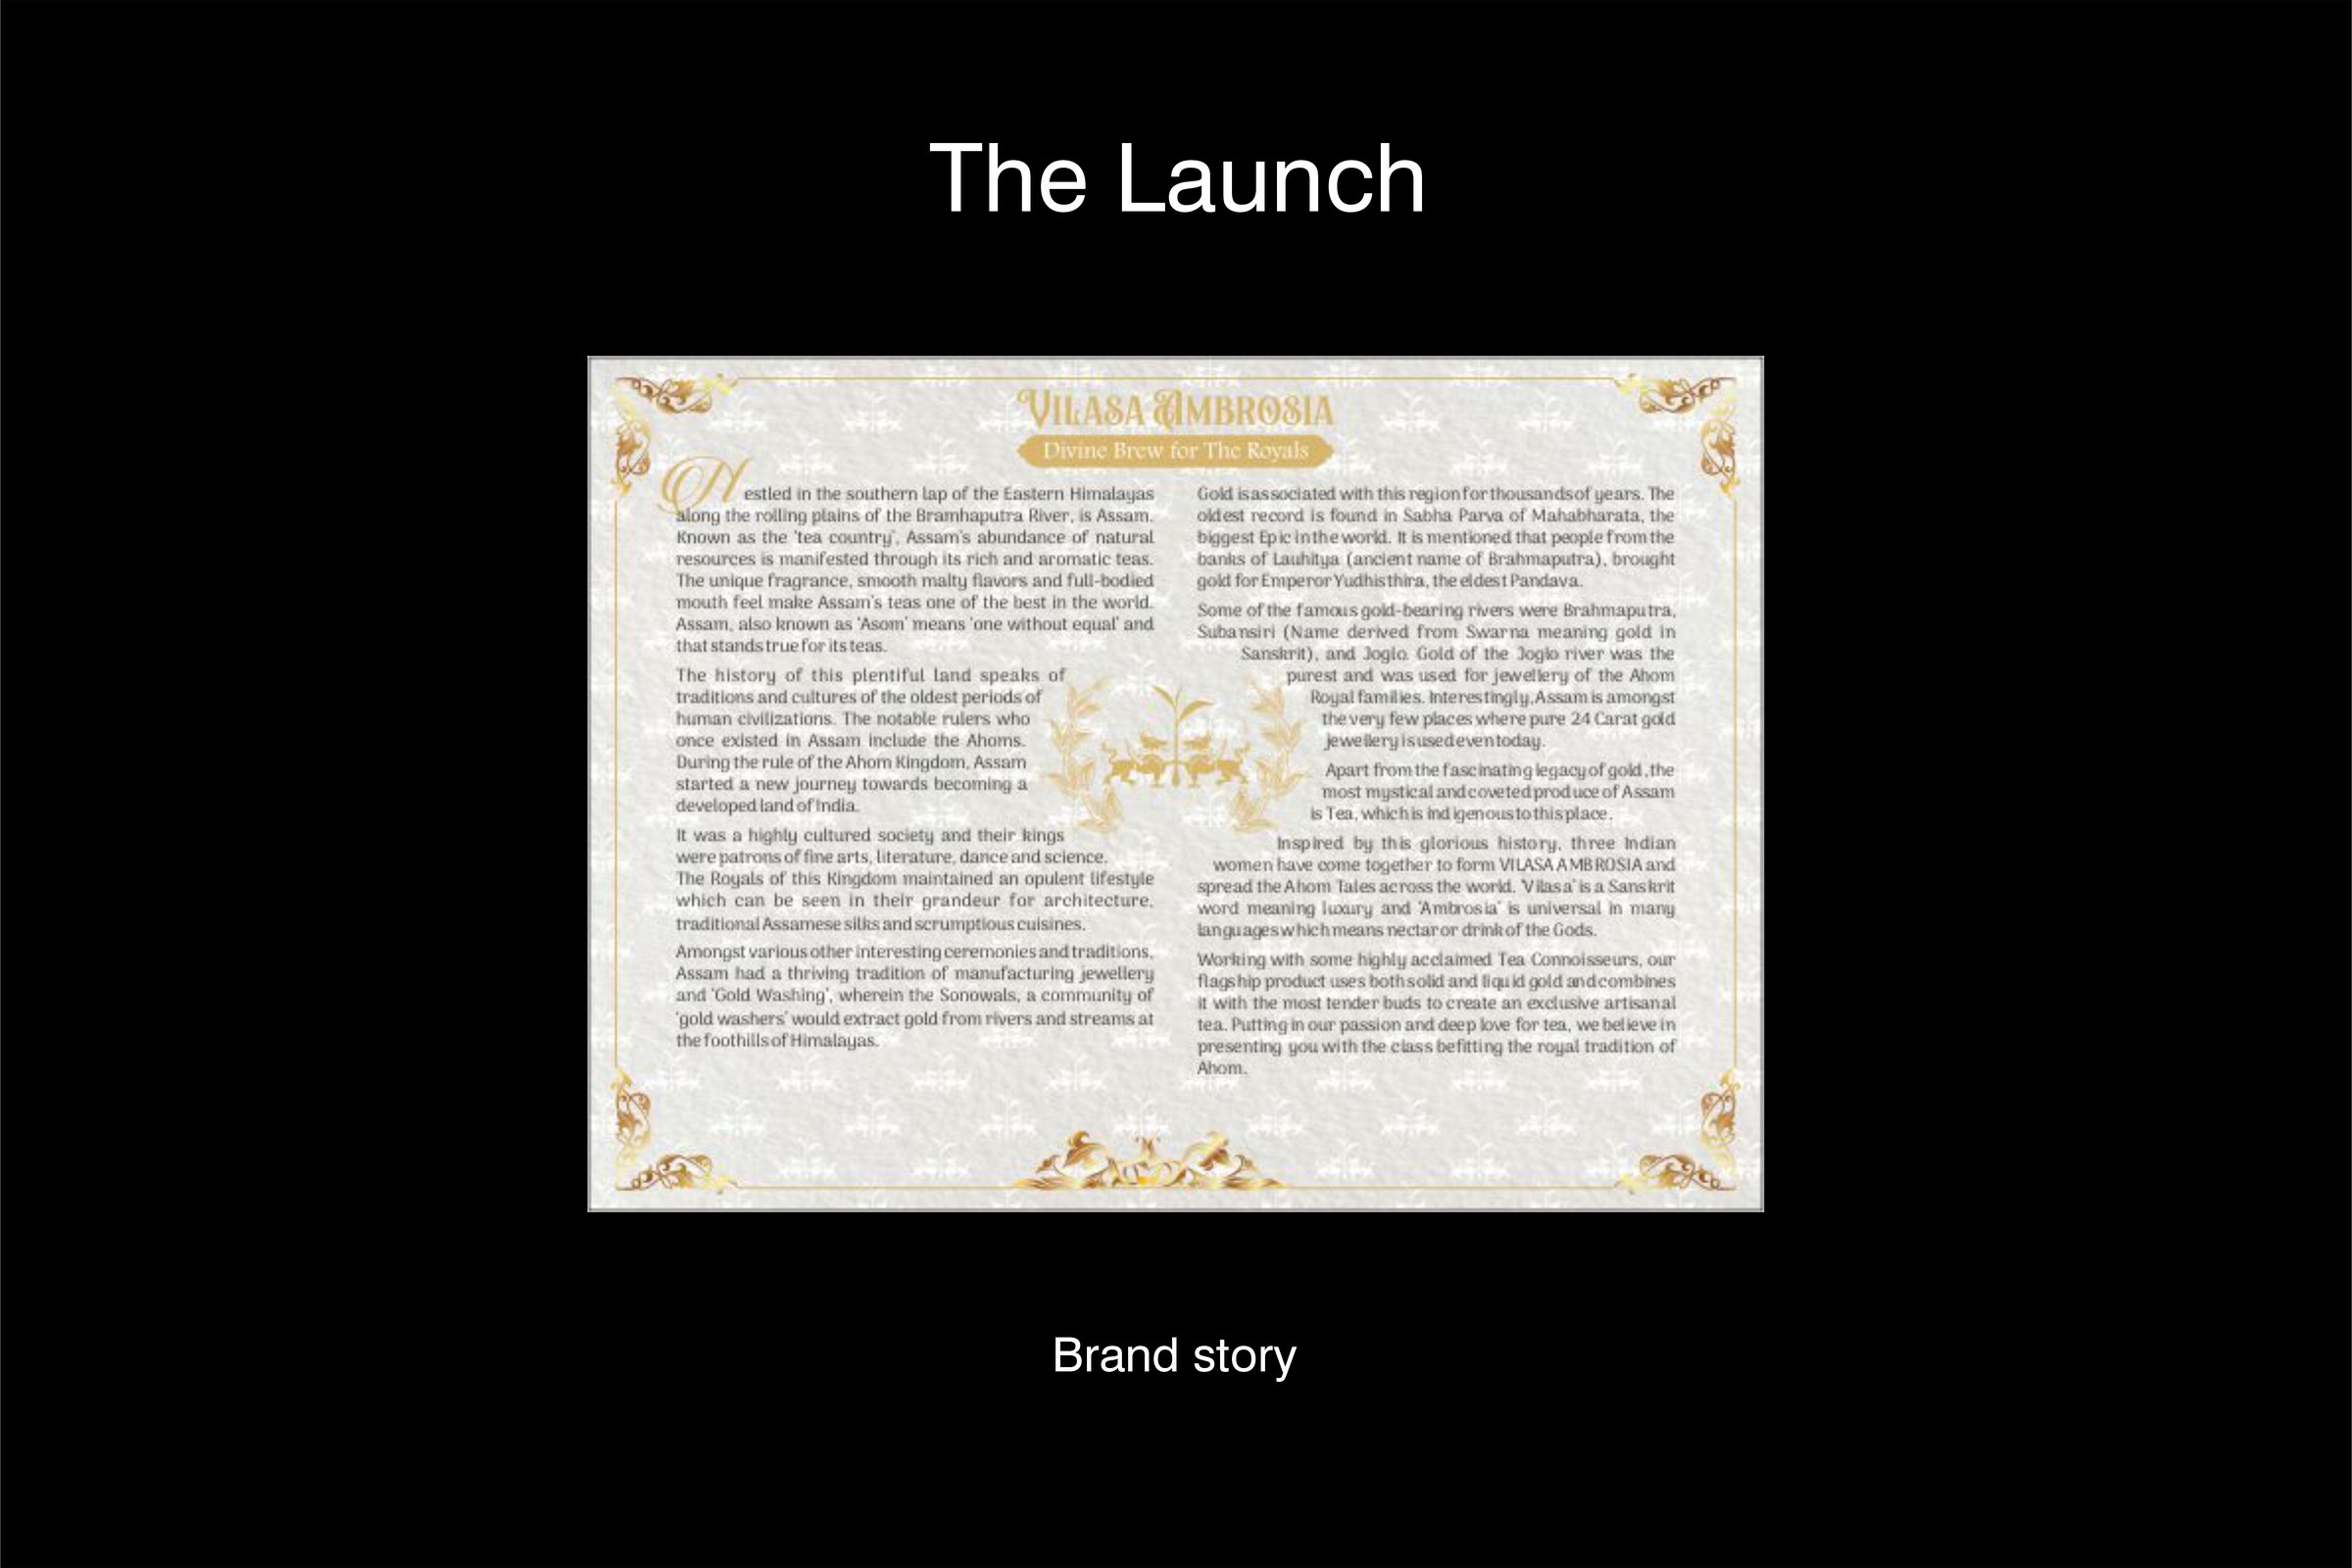 The Launch
VILASA AMBROSIA
Divine Brew for The Royals
Nestled in the southern lap of the Eastern Himalayas
along the rolling plains of the Bramhaputra River, is Assam.
Known as the 'tea country', Assam's abundance of natural
resources is manifested through its rich and aromatic teas.
The unique fragrance, smooth malty flavors and full-bodied
mouth feel make Assam's teas one of the best in the world.
Assam, also known as 'Asom' means 'one without equal' and
that stands true for its teas.
The history of this plentiful land speaks of
traditions and cultures of the oldest periods of
human civilizations. The notable rulers who
once existed in Assam include the Ahoms.
During the rule of the Ahom Kingdom, Assam
started a new journey towards becoming a
developed land of India.
It was a highly cultured society and their kings
were patrons of fine arts, literature, dance and science.
The Royals of this Kingdom maintained an opulent lifestyle
which can be seen in their grandeur for architecture,
traditional Assamese silks and scrumptious cuisines.
Amongst various other interesting ceremonies and traditions,
Assam had a thriving tradition of manufacturing jewellery
and 'Gold Washing', wherein the Sonowals, a community of
'gold washers' would extract gold from rivers and streams at
the foothills of Himalayas.
Gold is associated with this region for thousands of years. The
oldest record is found in Sabha Parva of Mahabharata, the
biggest Epic in the world. It is mentioned that people from the
banks of Lauhitya (ancient name of Brahmaputra), brought
gold for Emperor Yudhisthira, the eldest Pandava.
Some of the famous gold-bearing rivers were Brahmaputra,
Subansiri (Name derived from Swarna meaning gold in
Sanskrit), and Joglo. Gold of the Joglo river was the
purest and was used for jewellery of the Ahom
Royal families. Interestingly, Assam is amongst
the very few places where pure 24 Carat gold
jewellery is used even today.
Apart from the fascinating legacy of gold, the
most mystical and coveted produce of Assam
is Tea, which is indigenous to this place.
Inspired by this glorious history, three Indian
women have come together to form VILASA AMBROSIA and
spread the Ahom Tales across the world. 'Vilasa' is a Sanskrit
word meaning luxury and 'Ambrosia' is universal in many
languages which means nectar or drink of the Gods.
Working with some highly acclaimed Tea Connoisseurs, our
flagship product uses both solid and liquid gold and combines
it with the most tender buds to create an exclusive artisanal
tea. Putting in our passion and deep love for tea, we believe in
presenting you with the class befitting the royal tradition of
Ahom.
Brand story